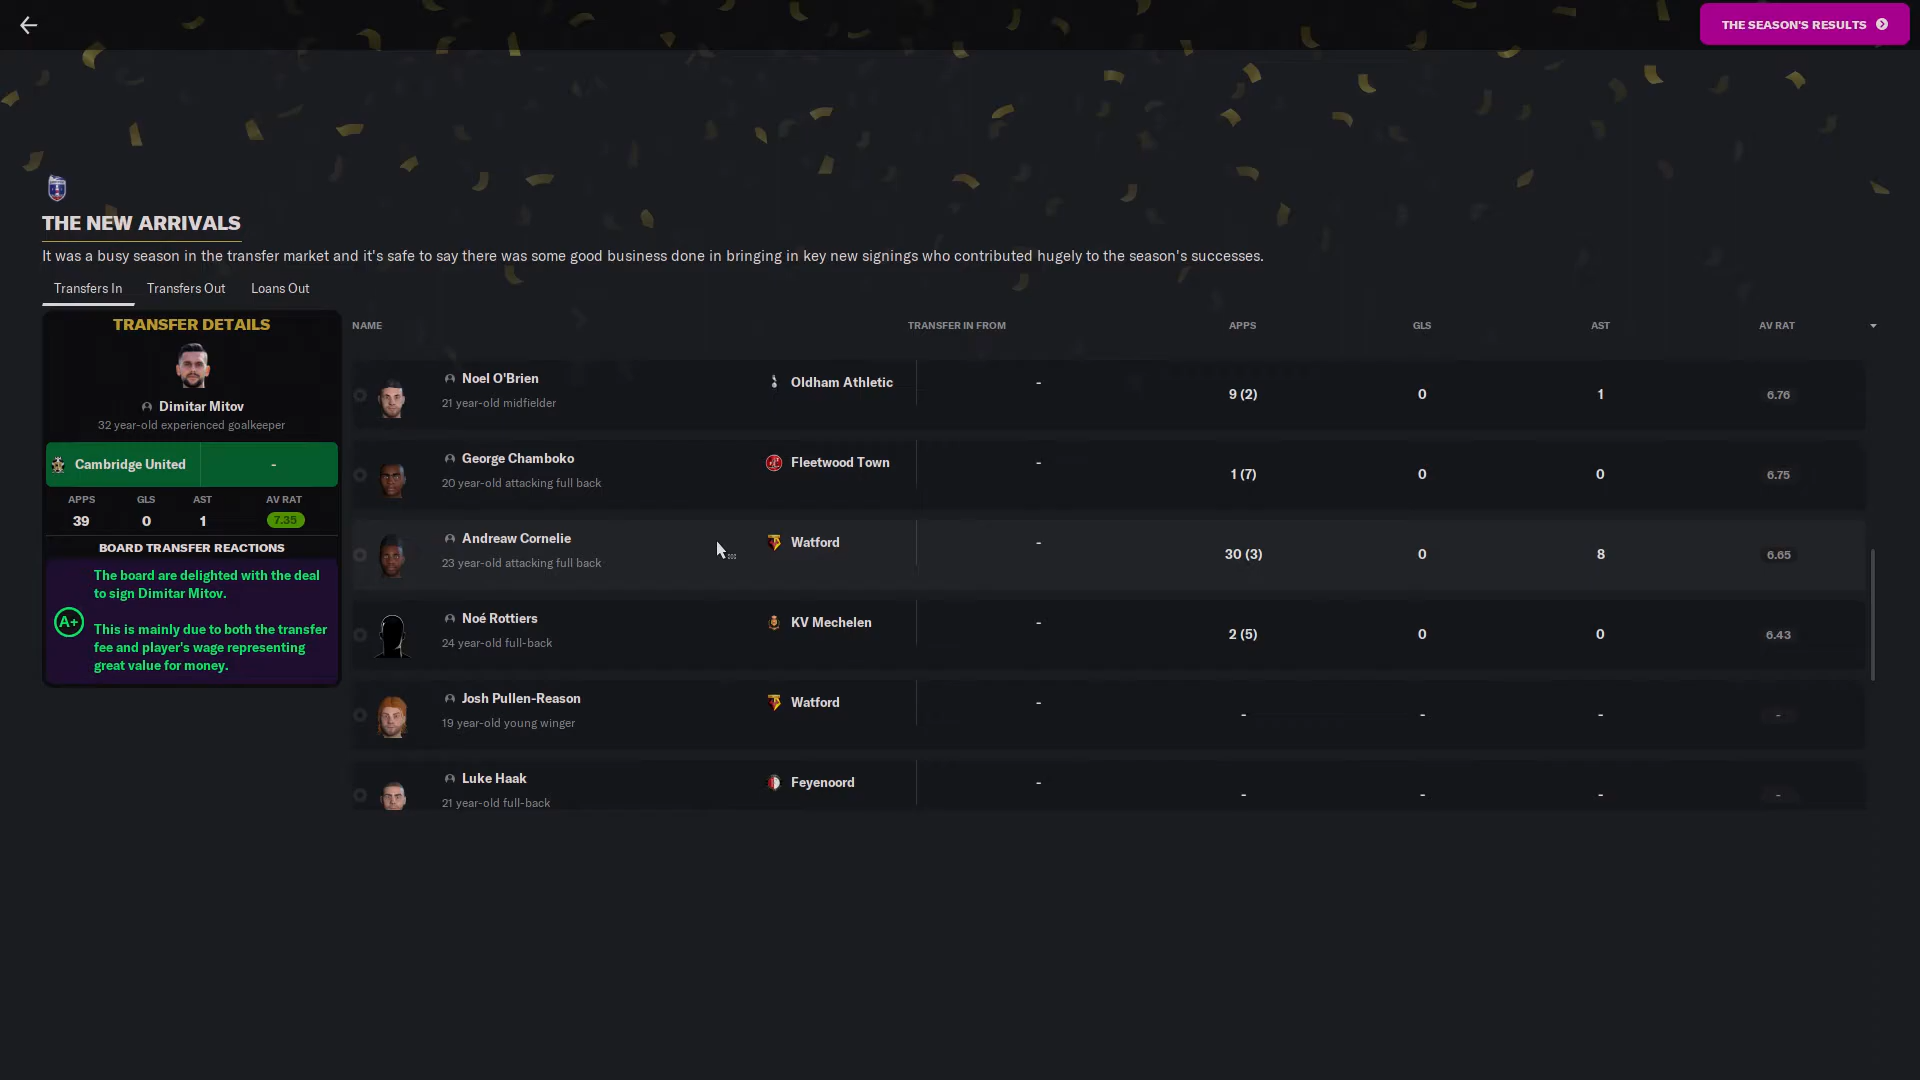 THE SEASON'S RESULTS
THE NEW ARRIVALS
It was a busy season in the transfer market and it's safe to say there was some good business done in bringing in key new signings who contributed hugely to the season's successes.
Transfers In Transfers Out Loans Out
TRANSFER DETAILS
Dimitar Mitov
32 year-old experienced goalkeeper
Cambridge United -
APPS GLS AST AV RAT
39 0 1 7.35
BOARD TRANSFER REACTIONS
A+
The board are delighted with the deal
to sign Dimitar Mitov.
This is mainly due to both the transfer
fee and player's wage representing
great value for money.
NAME TRANSFER IN FROM APPS GLS AST AV RAT
Noel O'Brien Oldham Athletic - 9 (2) 0 1 6.76
21 year-old midfielder
George Chamboko Fleetwood Town - 1 (7) 0 0 6.75
20 year-old attacking full back
Andreaw Cornelie Watford - 30 (3) 0 8 6.65
23 year-old attacking full back
Noé Rottiers KV Mechelen - 2 (5) 0 0 6.43
24 year-old full-back
Josh Pullen-Reason Watford - - - - -
19 year-old young winger
Luke Haak Feyenoord - - - - -
21 year-old full-back